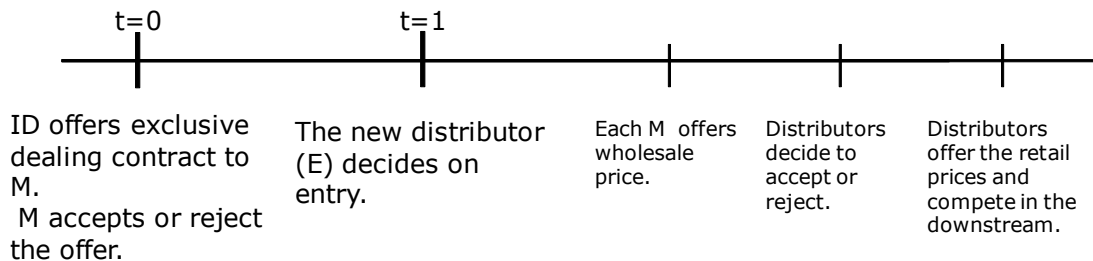 t=0
t=1
ID offers exclusive
dealing contract to
M.
M accepts or reject
the offer.
The new distributor
(E) decides on
entry.
Each M offers
wholesale
price.
Distributors
decide to
accept or
reject.
Distributors
offer the retail
prices and
compete in the
downstream.